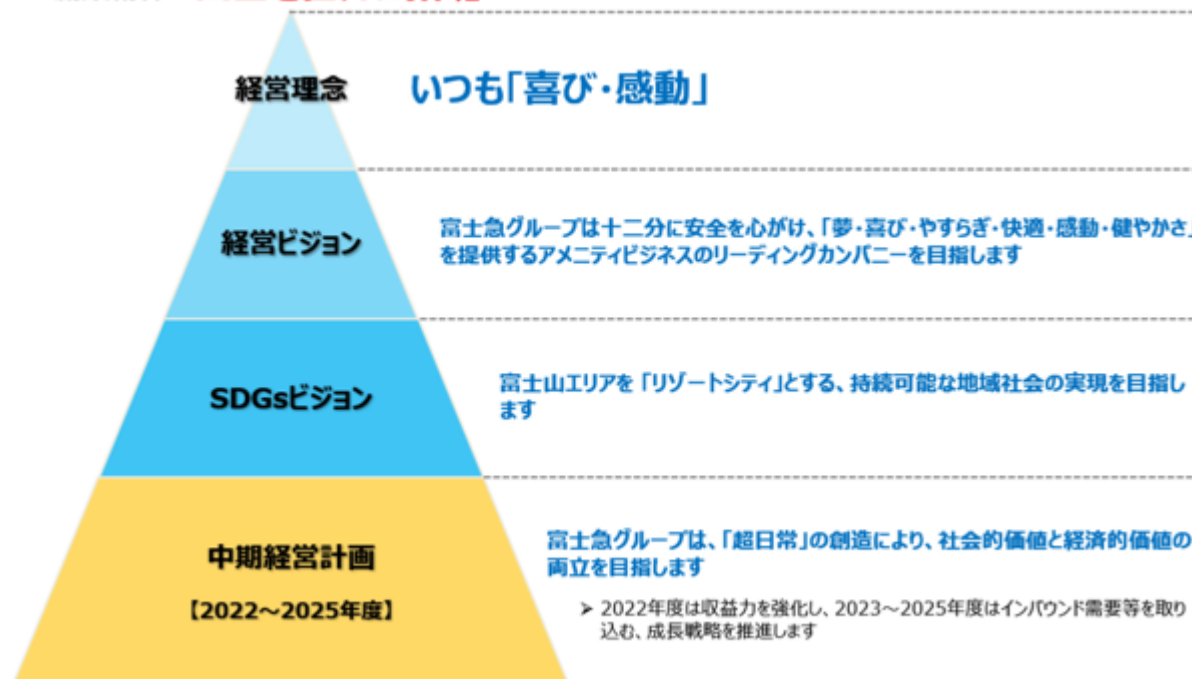 経営理念
いつも「喜び・感動」
経営ビジョン
富士急グループは十二分に安全を心がけ、「夢・喜び・やすらぎ・快適・感動・健やかさ」
を提供するアメニティビジネスのリーディングカンパニーを目指します
SDGsビジョン
富士山エリアを「リゾートシティ」とする、持続可能な地域社会の実現を目指し
ます
中期経営計画
【2022～2025年度】
富士急グループは、「超日常」の創造により、社会的価値と経済的価値の
両立を目指します
➢ 2022年度は収益力を強化し、2023～2025年度はインバウンド需要等を取り
込む、成長戦略を推進します